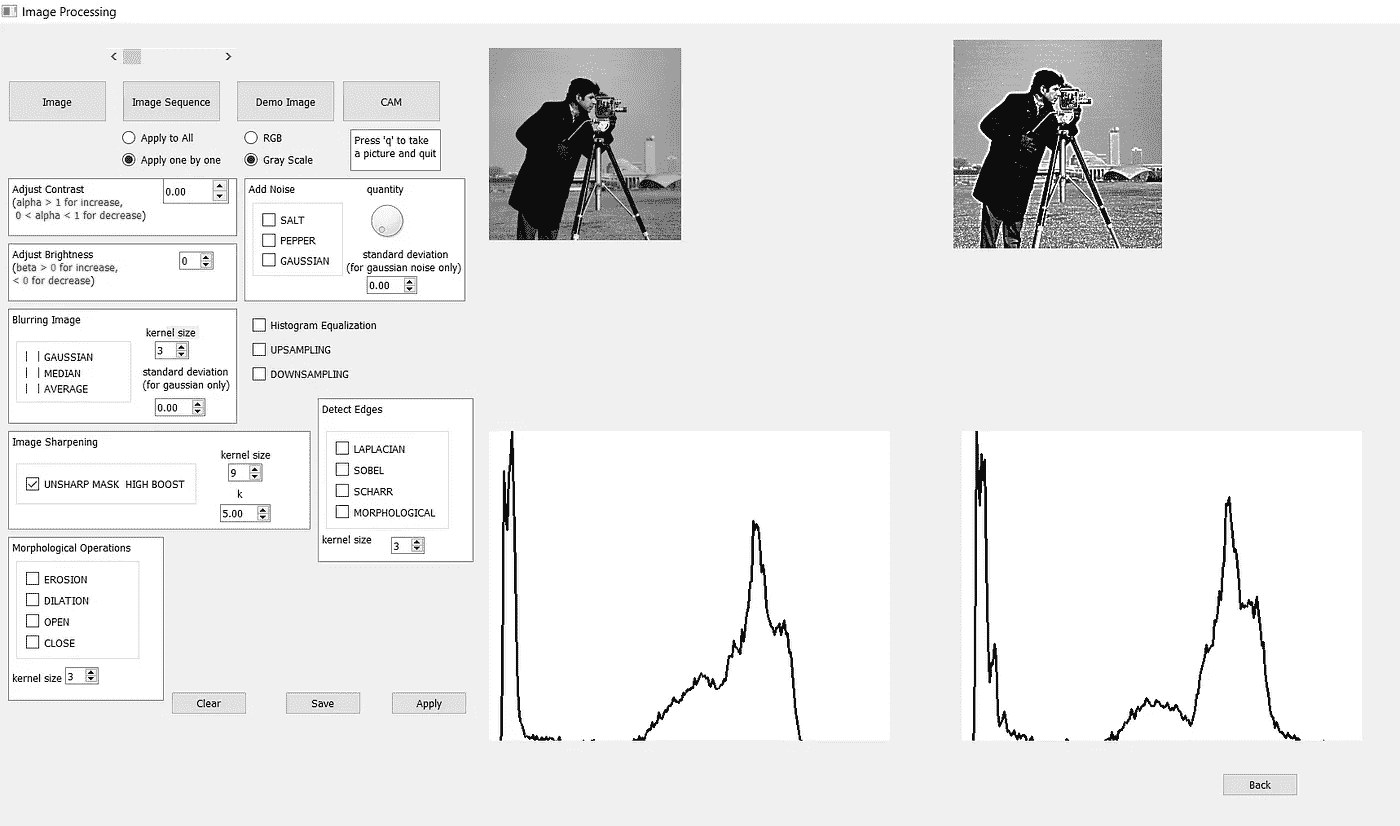 Image Processing
Image
Image Sequence
Demo Image
CAM
Apply to All
RGB
Apply one by one
Gray Scale
Press 'q' to take
a picture and quit
Adjust Contrast
(alpha > 1 for increase,
0 < alpha < 1 for decrease)
0.00
Add Noise
quantity
SALT
PEPPER
GAUSSIAN
standard deviation
(for gaussian noise only)
0.00
Adjust Brightness
(beta > 0 for increase,
< 0 for decrease)
0
Blurring Image
kernel size
3
GAUSSIAN
MEDIAN
AVERAGE
standard deviation
(for gaussian only)
0.00
Histogram Equalization
UPSAMPLING
DOWNSAMPLING
Image Sharpening
kernel size
9
UNSHARP MASK HIGH BOOST
k
5.00
Detect Edges
LAPLACIAN
SOBEL
SCHARR
MORPHOLOGICAL
kernel size
3
Morphological Operations
EROSION
DILATION
OPEN
CLOSE
kernel size 3
Clear
Save
Apply
Back